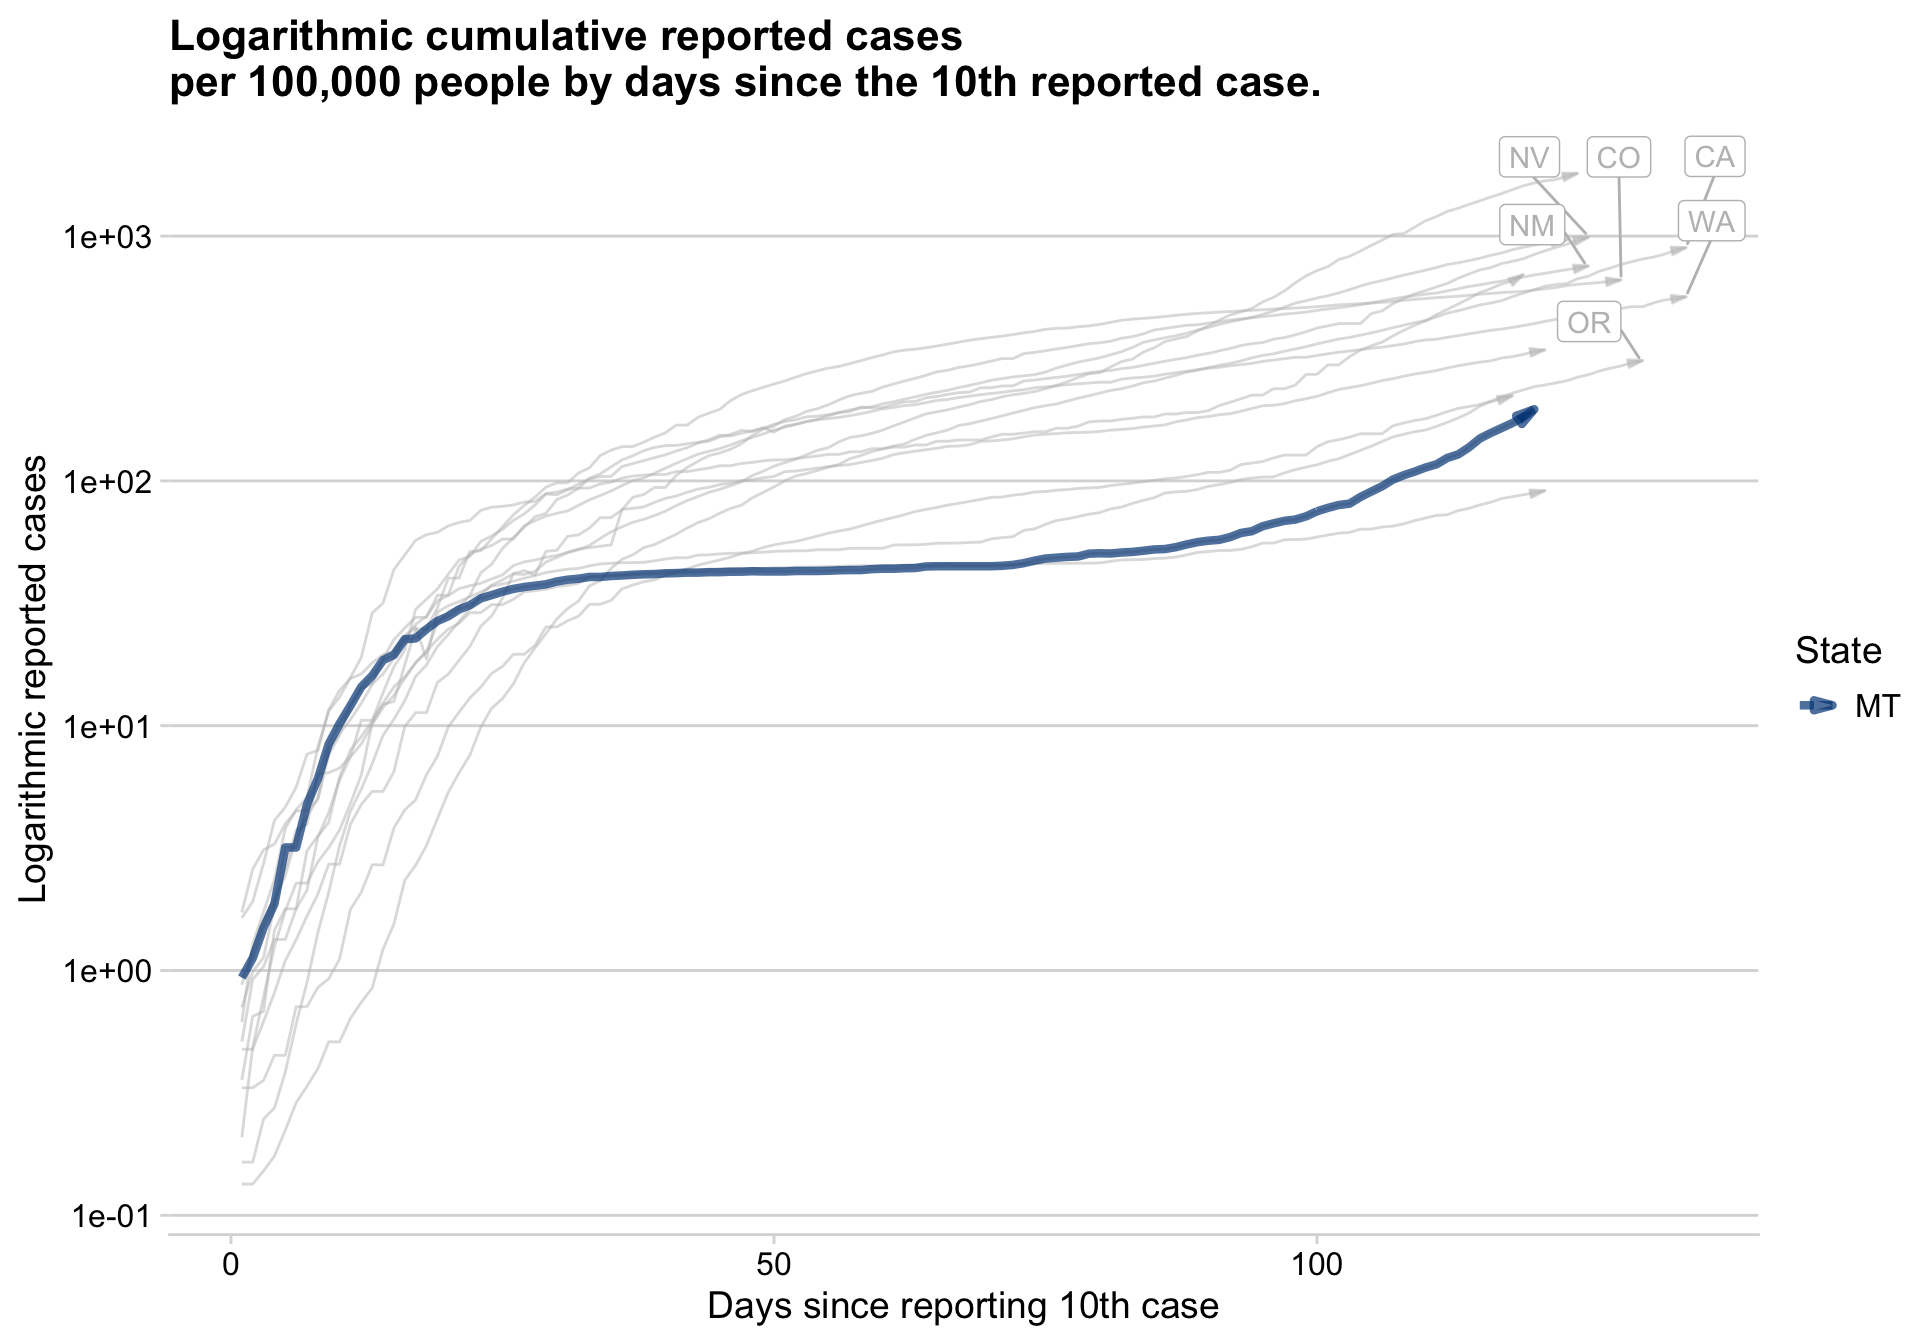 Logarithmic cumulative reported cases
per 100,000 people by days since the 10th reported case.
NV
CO
CA
NM
WA
OR
1e+03
1e+02
1e+01
1e+00
1e-01
Logarithmic reported cases
0
50
100
Days since reporting 10th case
State
MT